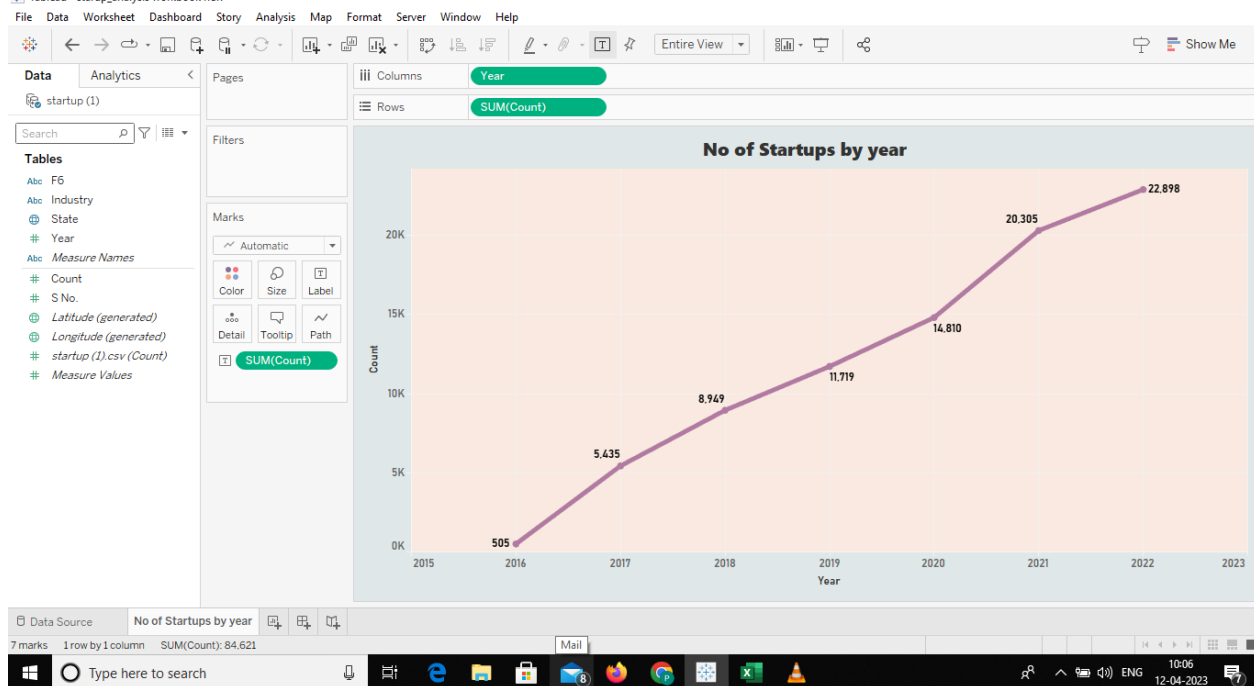 File Data Worksheet Dashboard Story Analysis Map Format Server Window Help
Entire View
Show Me
Data Analytics
Pages
iii Columns
Year
startup (1)
Rows
SUM(Count)
Search
Filters
Tables
Abc F6
Abc Industry
State
# Year
Abc Measure Names
# Count
# S No.
Latitude (generated)
Longitude (generated)
# startup (1).csv (Count)
# Measure Values
Marks
Automatic
Color Size Label
Detail Tooltip Path
SUM(Count)
No of Startups by year
22,898
20,305
20K
15K
14,810
11,719
10K
8,949
5,435
5K
505
0K
Count
2015 2016 2017 2018 2019 2020 2021 2022 2023
Year
Data Source No of Startups by year
7 marks 1 row by 1 column SUM(Count): 84,621
Mail
Type here to search
8
ENG
10:06
12-04-2023
7